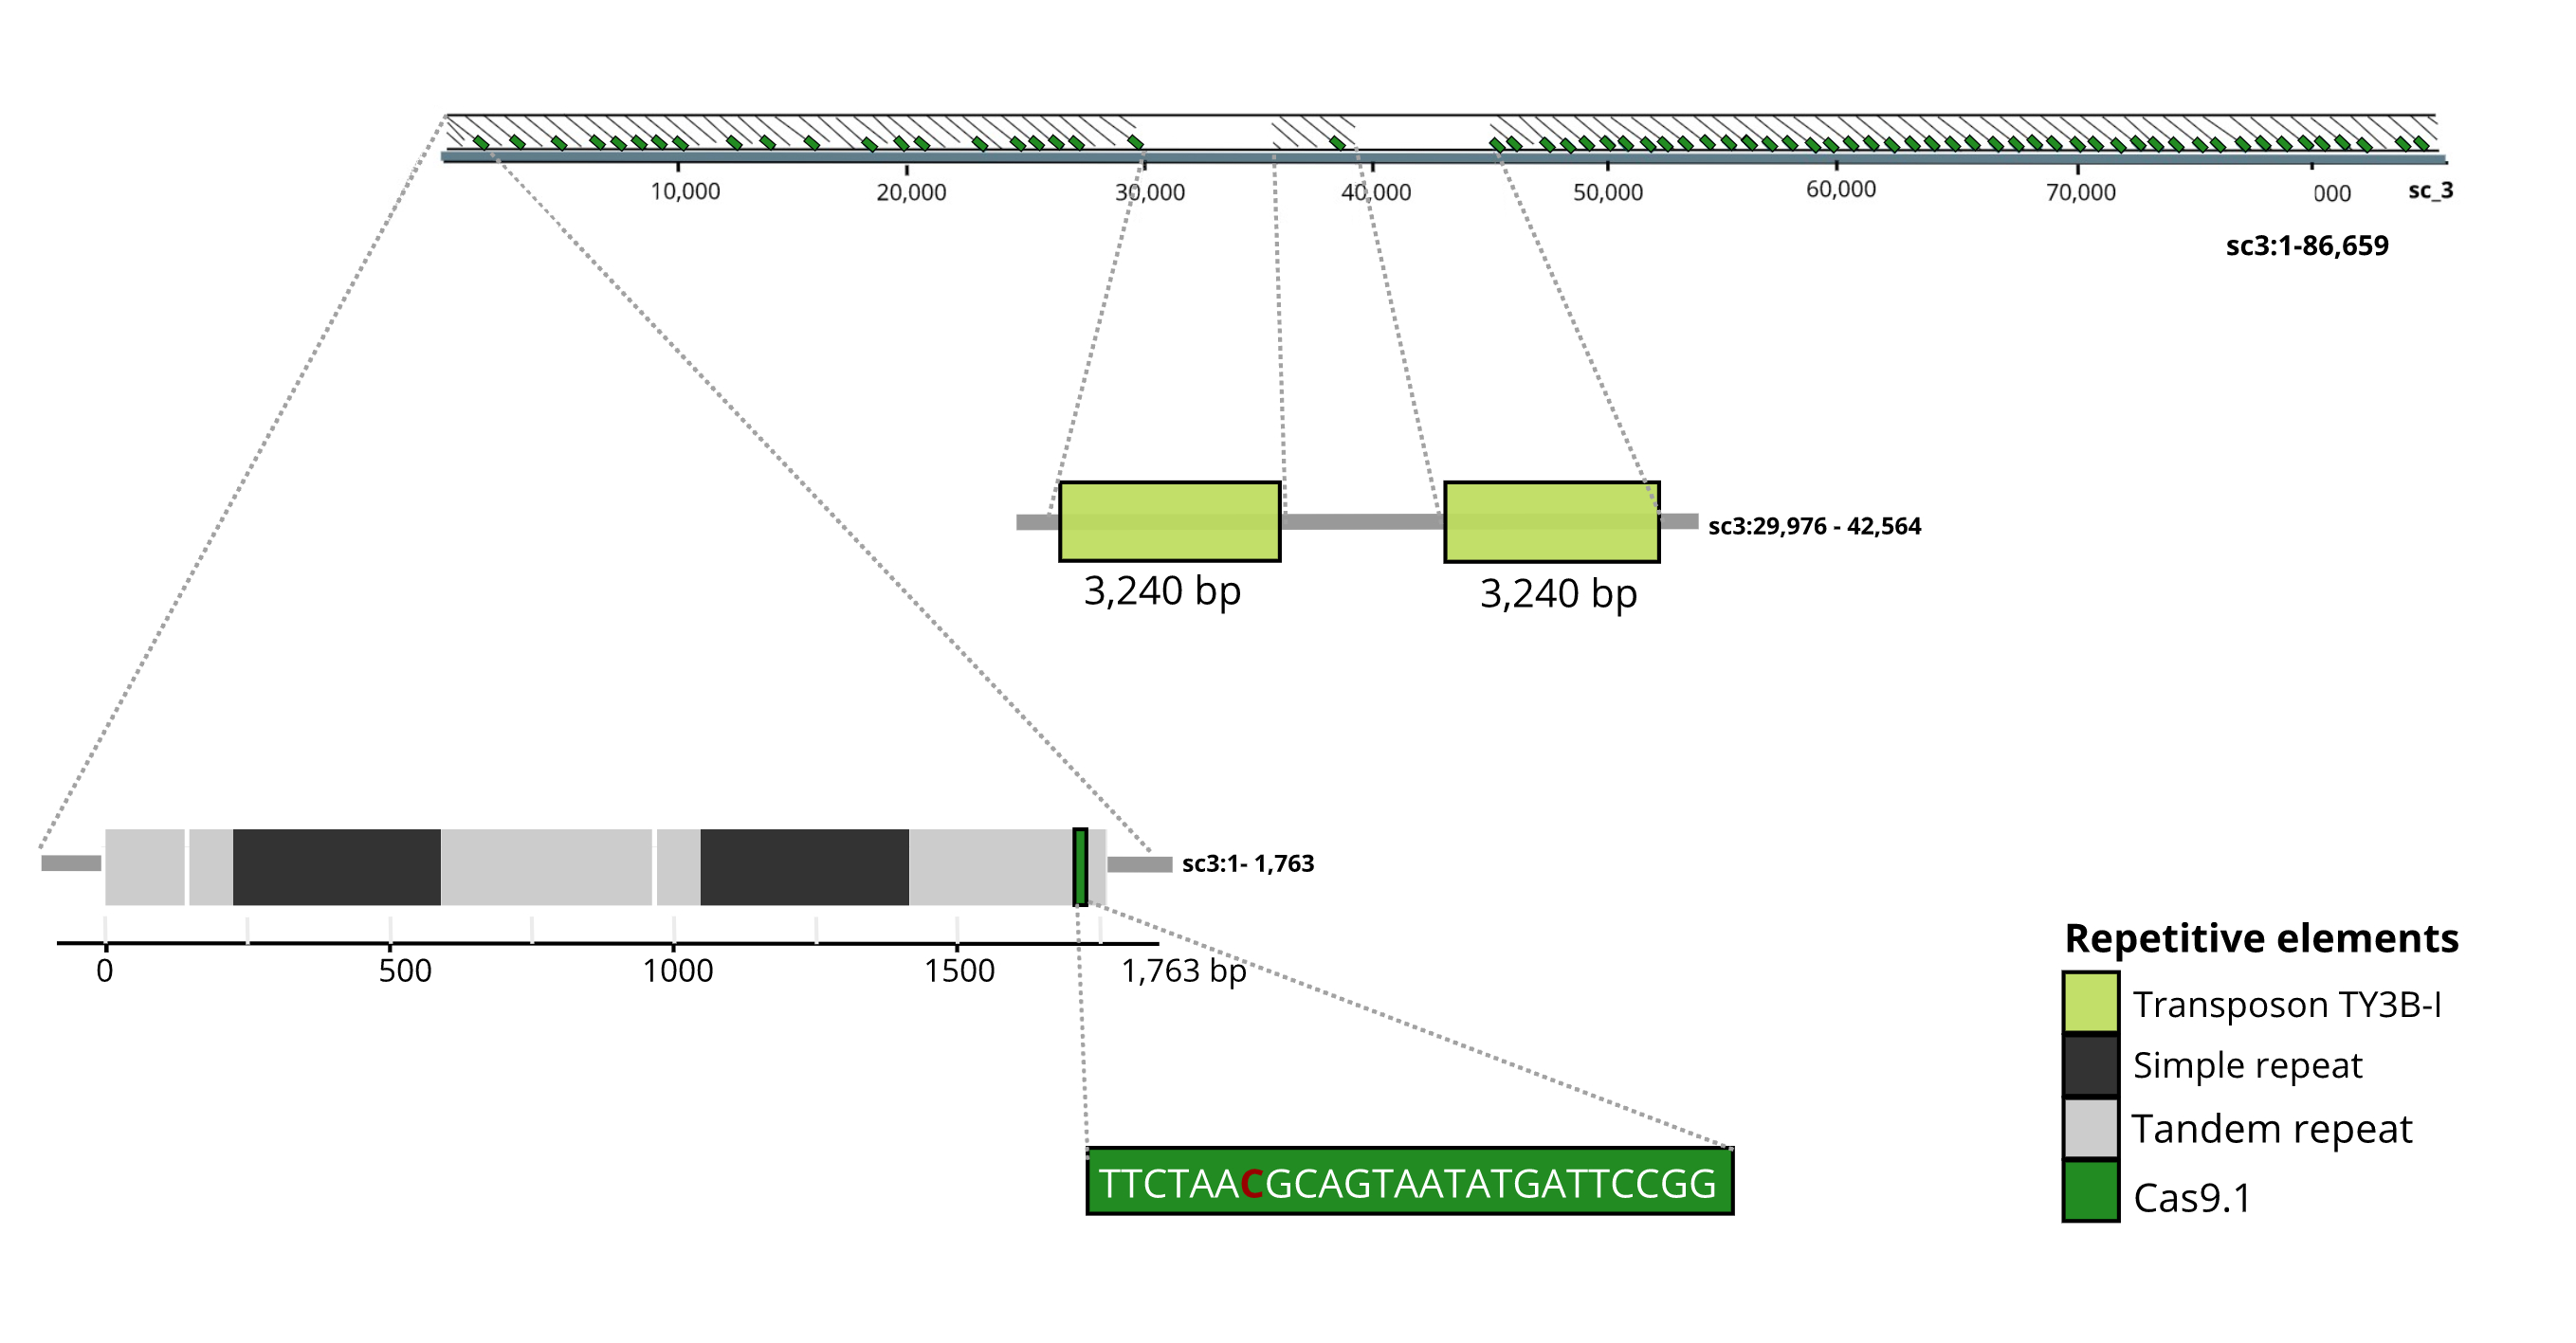 10,000 20,000 30,000 40,000 50,000 60,000 70,000 000 sc_3
sc3:1-86,659
sc3:29,976 - 42,564
3,240 bp 3,240 bp
sc3:1- 1,763
0 500 1000 1500 1,763 bp
Repetitive elements
Transposon TY3B-I
Simple repeat
Tandem repeat
Cas9.1
TTCTAACGCAGTAATATGATTCCGG